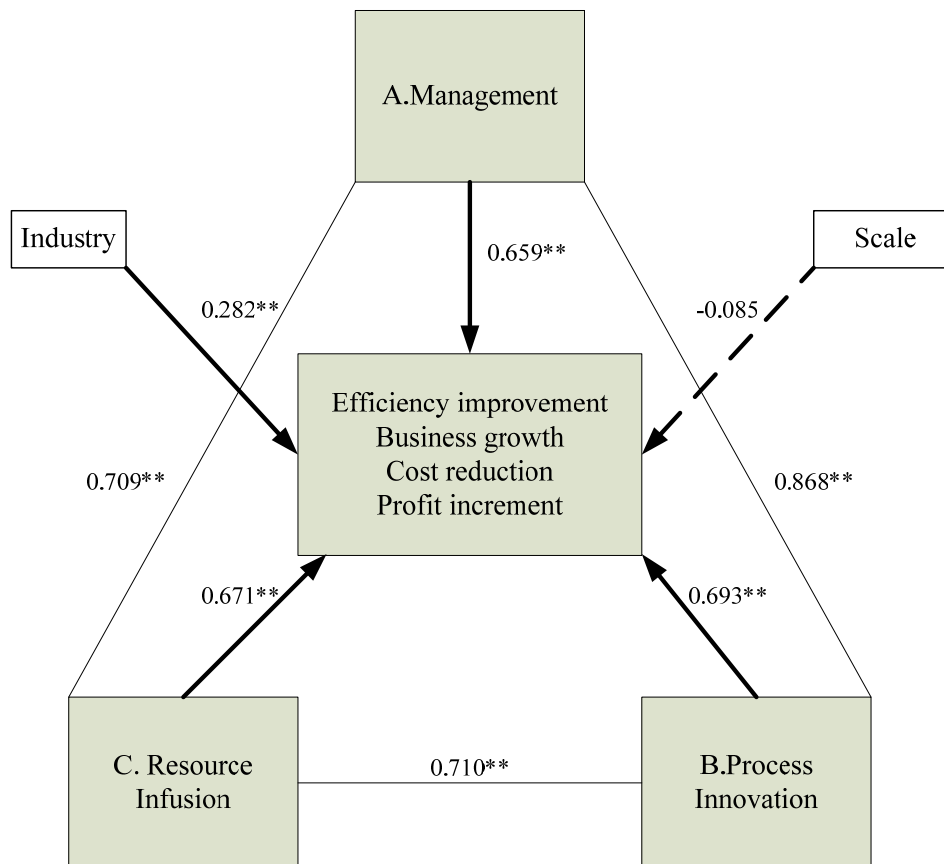 A.Management
Industry
Scale
0.659**
0.282**
-0.085
Efficiency improvement
Business growth
Cost reduction
Profit increment
0.709**
0.868**
0.671**
0.693**
C. Resource
Infusion
0.710**
B.Process
Innovation